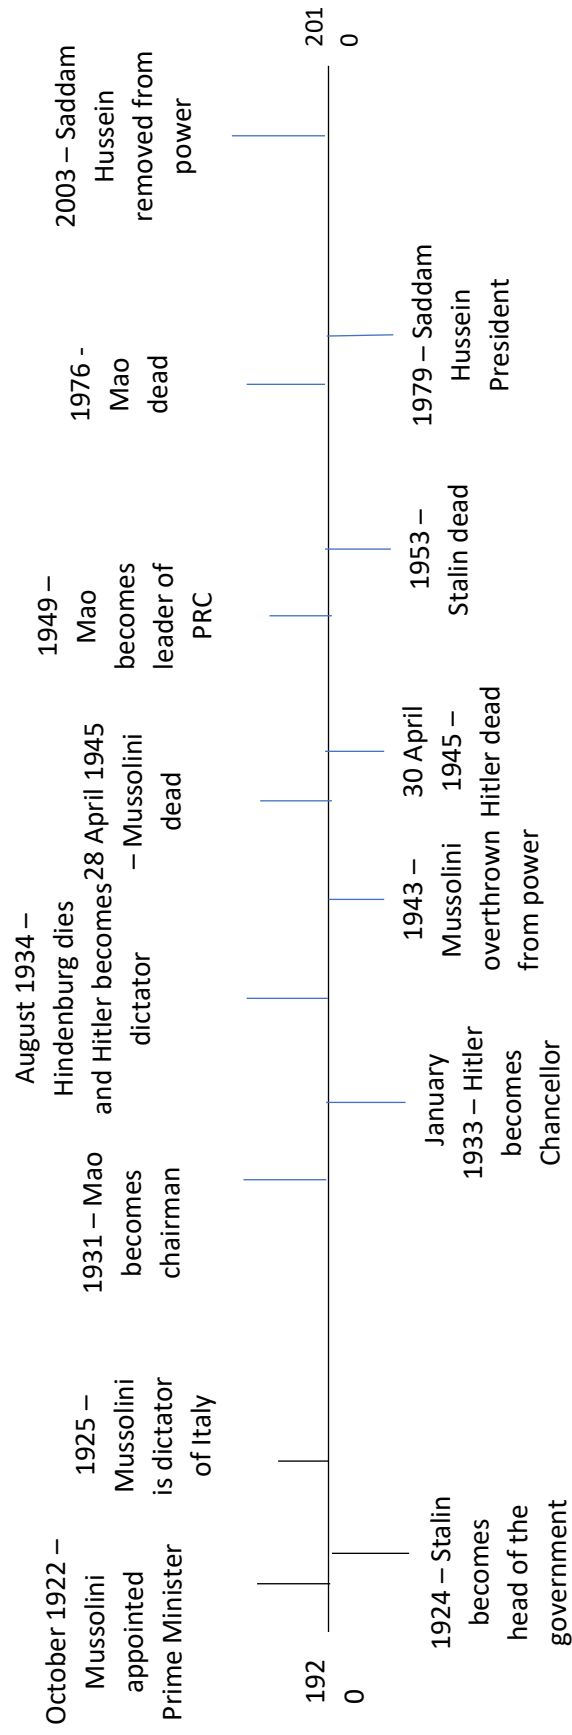 October 1922 –
Mussolini
appointed
Prime Minister
1925 –
Mussolini
is dictator
of Italy
1931 – Mao
becomes
chairman
August 1934 –
Hindenburg dies
and Hitler becomes
dictator
28 April 1945
– Mussolini
dead
1949 –
Mao
becomes
leader of
PRC
1976 -
Mao
dead
2003 – Saddam
Hussein
removed from
power
192
0
201
0
1924 – Stalin
becomes
head of the
government
January
1933 – Hitler
becomes
Chancellor
1943 –
Mussolini
overthrown
from power
30 April
1945 –
Hitler dead
1953 –
Stalin dead
1979 – Saddam
Hussein
President